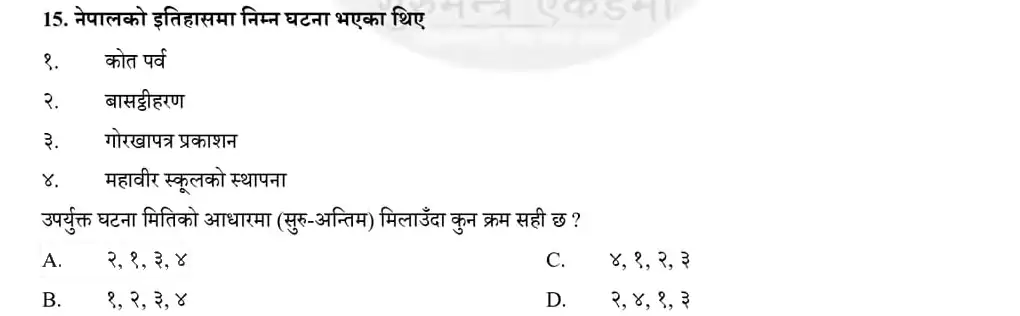 15. नेपालको इतिहासमा निम्न घटना भएका थिए
१. कोत पर्व
२. बासट्ठीहरण
३. गोरखापत्र प्रकाशन
४. महावीर स्कूलको स्थापना
उपर्युक्त घटना मितिको आधारमा (सुरु-अन्तिम) मिलाउँदा कुन क्रम सही छ ?
A. २, १, ३, ४ C. ४, १, २, ३
B. १, २, ३, ४ D. २, ४, १, ३